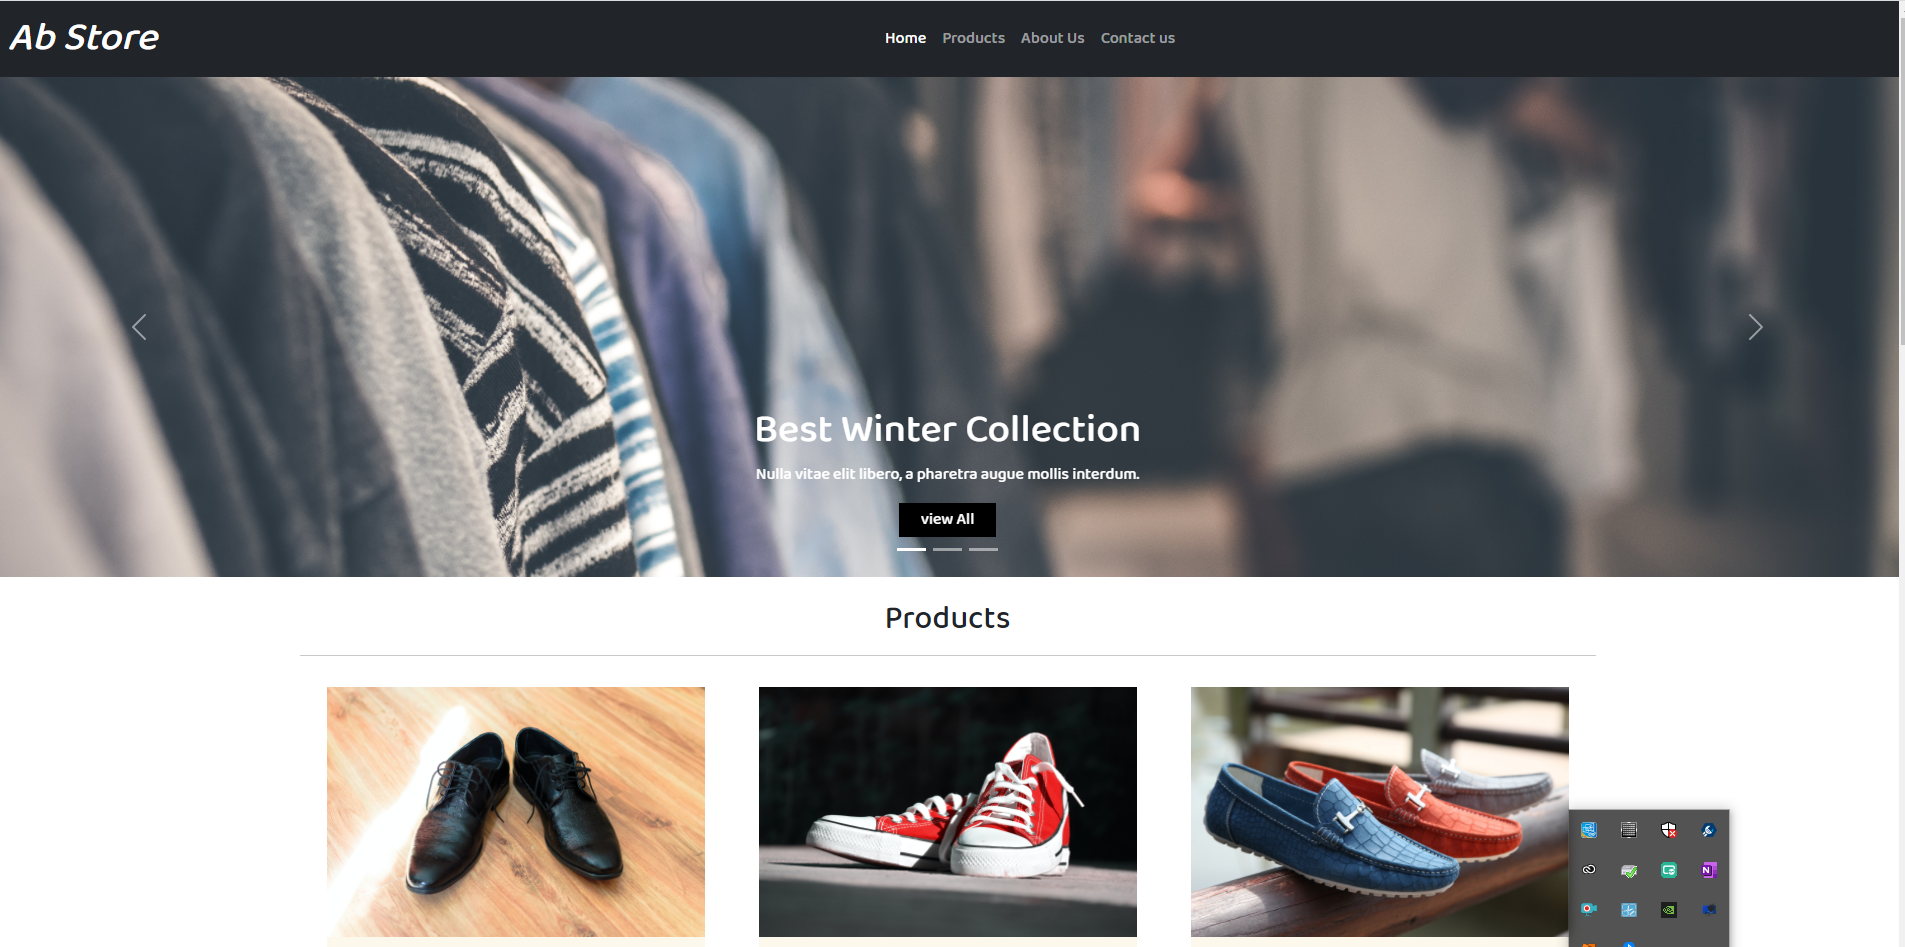 Ab Store
Home Products About Us Contact us
Best Winter Collection
Nulla vitae elit libero, a pharetra augue mollis interdum.
view All
Products